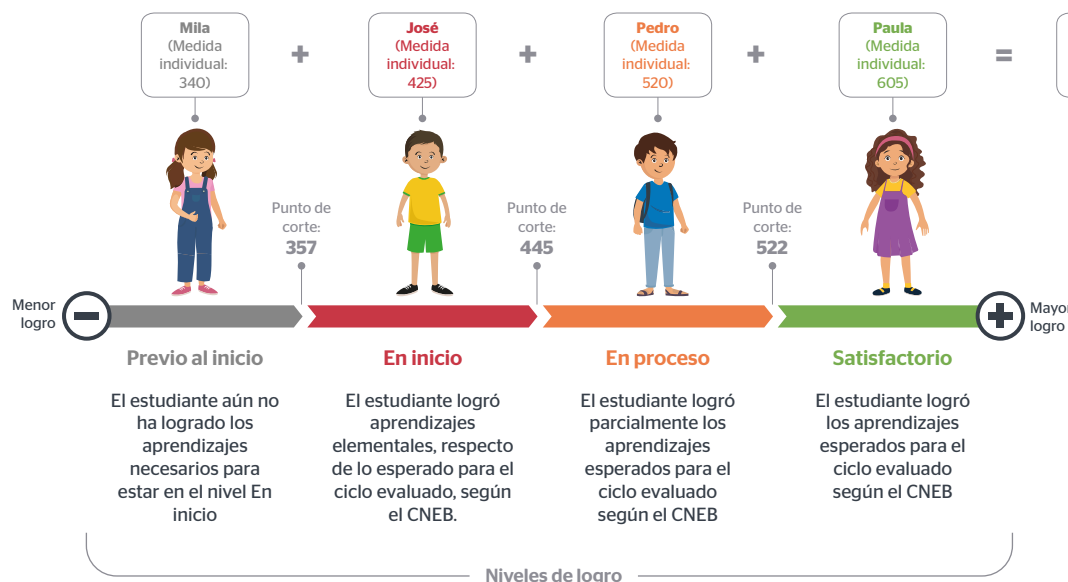 Mila
(Medida
individual:
340)
+
José
(Medida
individual:
425)
+
Pedro
(Medida
individual:
520)
+
Paula
(Medida
individual:
605)
=
Punto de
corte:
357
Punto de
corte:
445
Punto de
corte:
522
Menor
logro
Mayor
logro
Previo al inicio
El estudiante aún no
ha logrado los
aprendizajes
necesarios para
estar en el nivel En
inicio
En inicio
El estudiante logró
aprendizajes
elementales, respecto
de lo esperado para el
ciclo evaluado, según
el CNEB.
En proceso
El estudiante logró
parcialmente los
aprendizajes
esperados para el
ciclo evaluado
según el CNEB
Satisfactorio
El estudiante logró
los aprendizajes
esperados para el
ciclo evaluado
según el CNEB
Niveles de logro